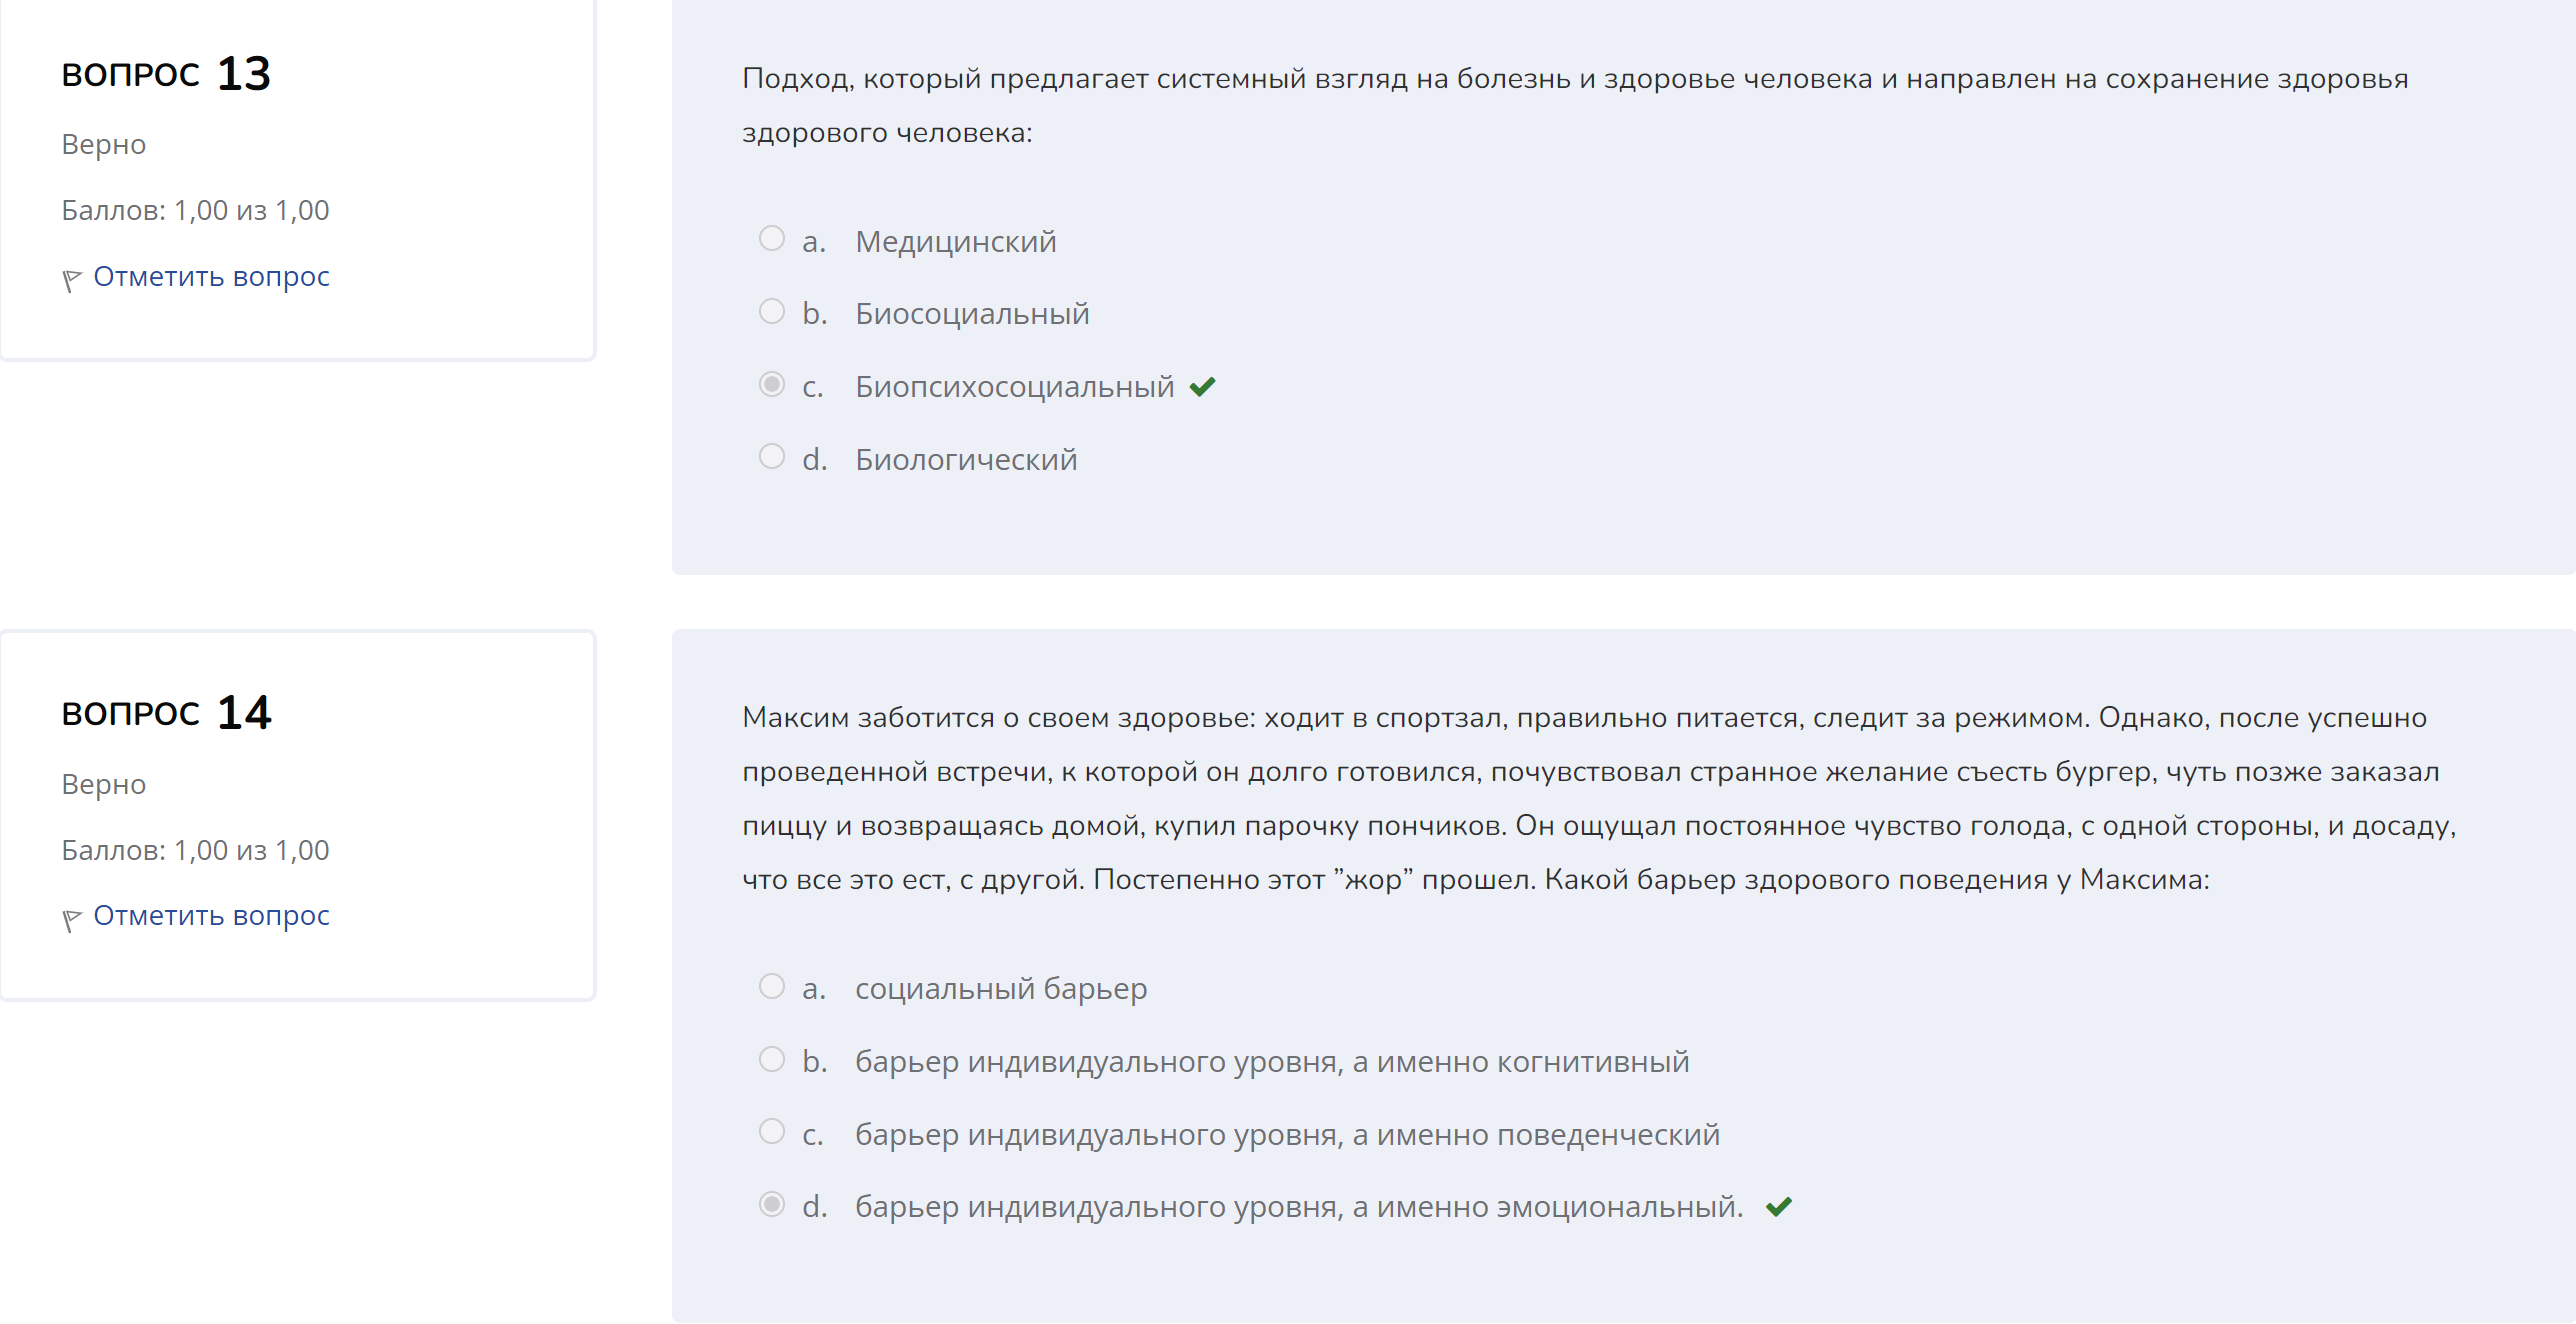 ВОПРОС 13
Верно
Баллов: 1,00 из 1,00
Отметить вопрос
Подход, который предлагает системный взгляд на болезнь и здоровье человека и направлен на сохранение здоровья
здорового человека:
a. Медицинский
b. Биосоциальный
c. Биопсихосоциальный
d. Биологический
ВОПРОС 14
Верно
Баллов: 1,00 из 1,00
Отметить вопрос
Максим заботится о своем здоровье: ходит в спортзал, правильно питается, следит за режимом. Однако, после успешно
проведенной встречи, к которой он долго готовился, почувствовал странное желание съесть бургер, чуть позже заказал
пиццу и возвращаясь домой, купил парочку пончиков. Он ощущал постоянное чувство голода, с одной стороны, и досаду,
что все это ест, с другой. Постепенно этот ”жор” прошел. Какой барьер здорового поведения у Максима:
a. социальный барьер
b. барьер индивидуального уровня, а именно когнитивный
c. барьер индивидуального уровня, а именно поведенческий
d. барьер индивидуального уровня, а именно эмоциональный.